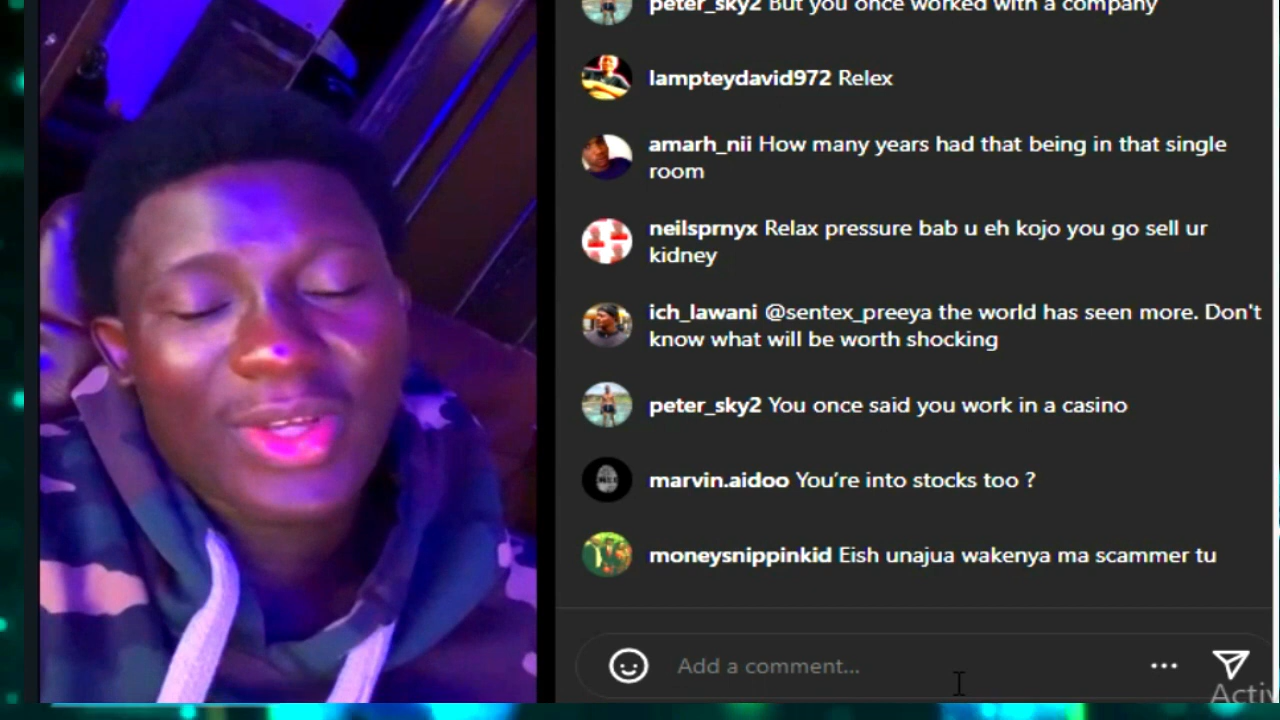 peter_sky2 But you once worked with a company
lampteydavid972 Relex
amarh_nii How many years had that being in that single
room
neilsprnyx Relax pressure bab u eh kojo you go sell ur
kidney
ich_lawani @sentex_preeya the world has seen more. Don't
know what will be worth shocking
peter_sky2 You once said you work in a casino
marvin.aidoo You’re into stocks too ?
moneysnippinkid Eish unajua wakenya ma scammer tu
Add a comment...
Activ